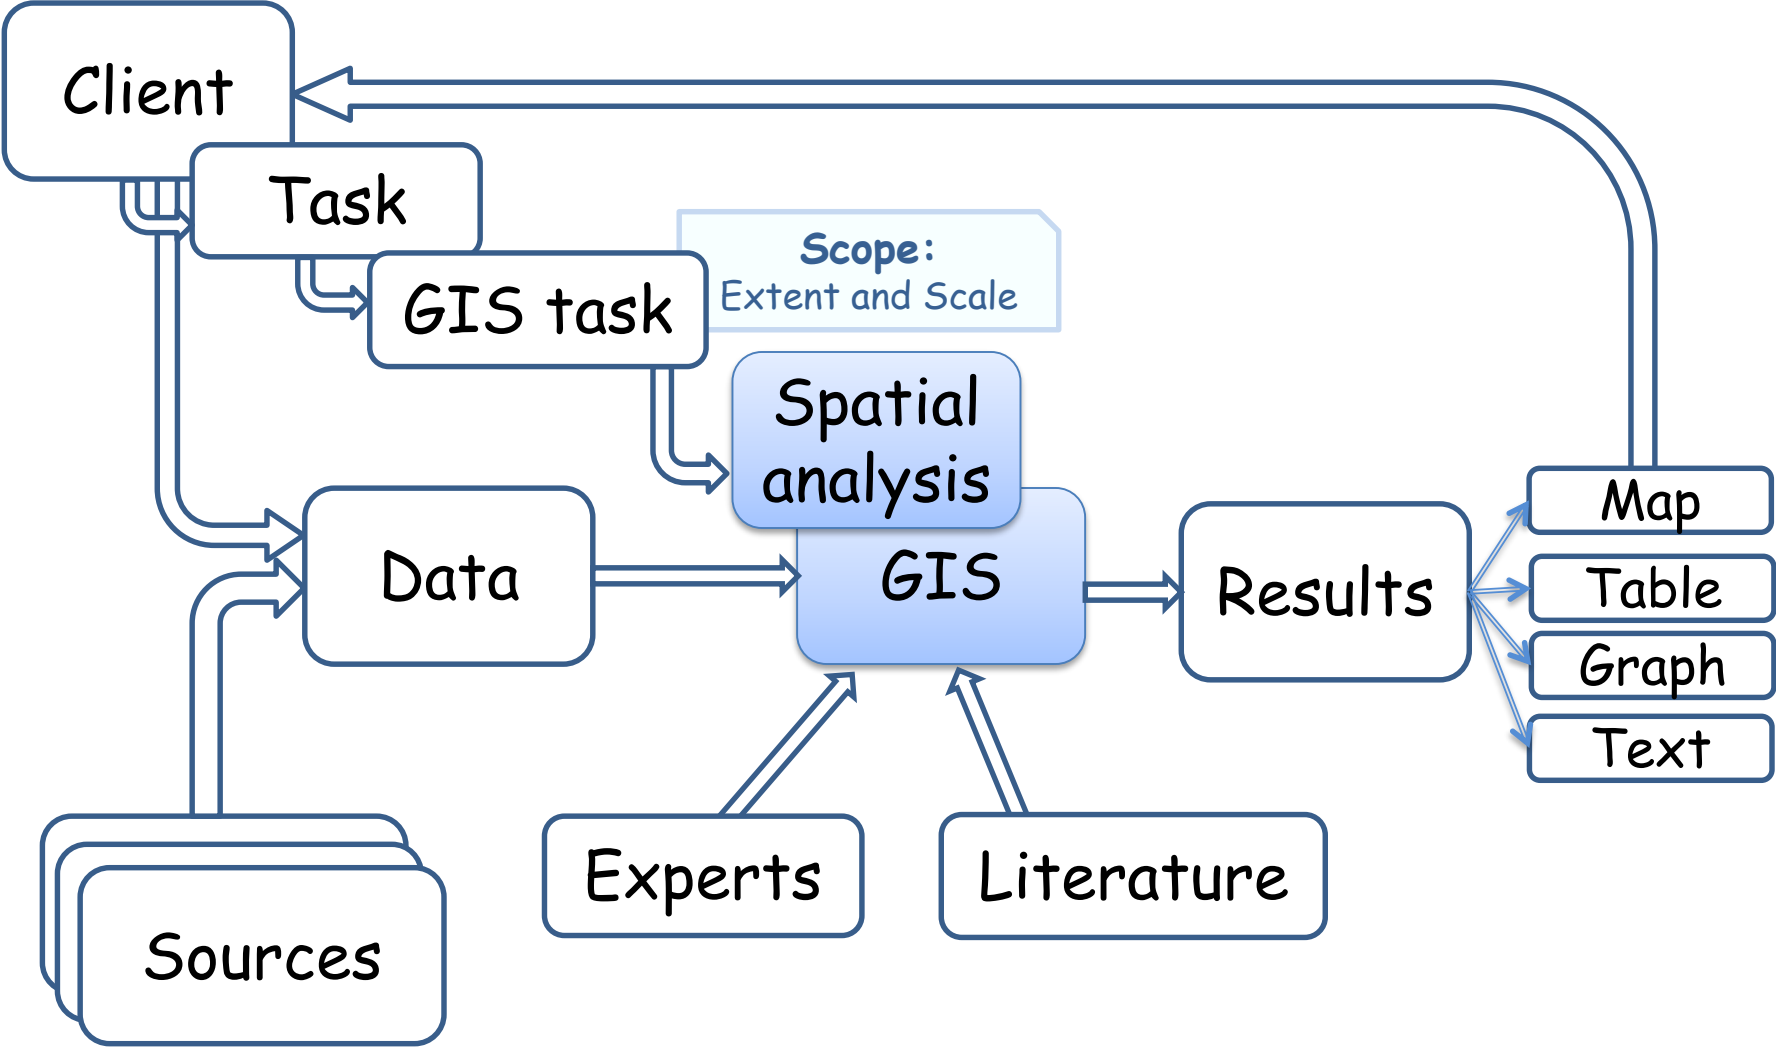 Client
Task
Scope:
Extent and Scale
GIS task
Spatial
analysis
Data
GIS
Results
Map
Table
Graph
Text
Experts
Literature
Sources